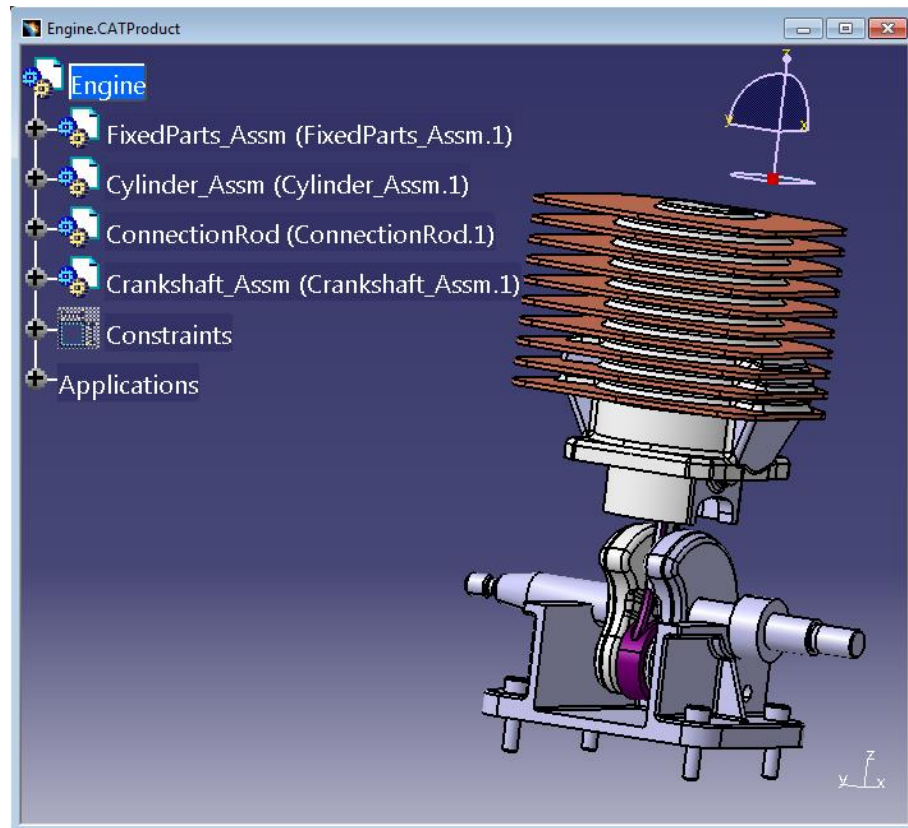 Engine.CATProduct
Engine
FixedParts_Assm (FixedParts_Assm.1)
Cylinder_Assm (Cylinder_Assm.1)
ConnectionRod (ConnectionRod.1)
Crankshaft_Assm (Crankshaft_Assm.1)
Constraints
Applications
z
y
x
z
y
x